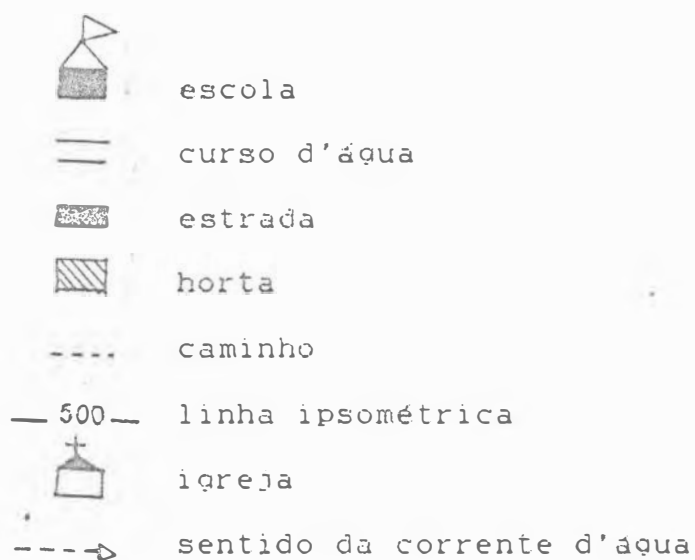 escola
curso d'água
estrada
horta
caminho
500 linha ipsométrica
igreja
sentido da corrente d'água